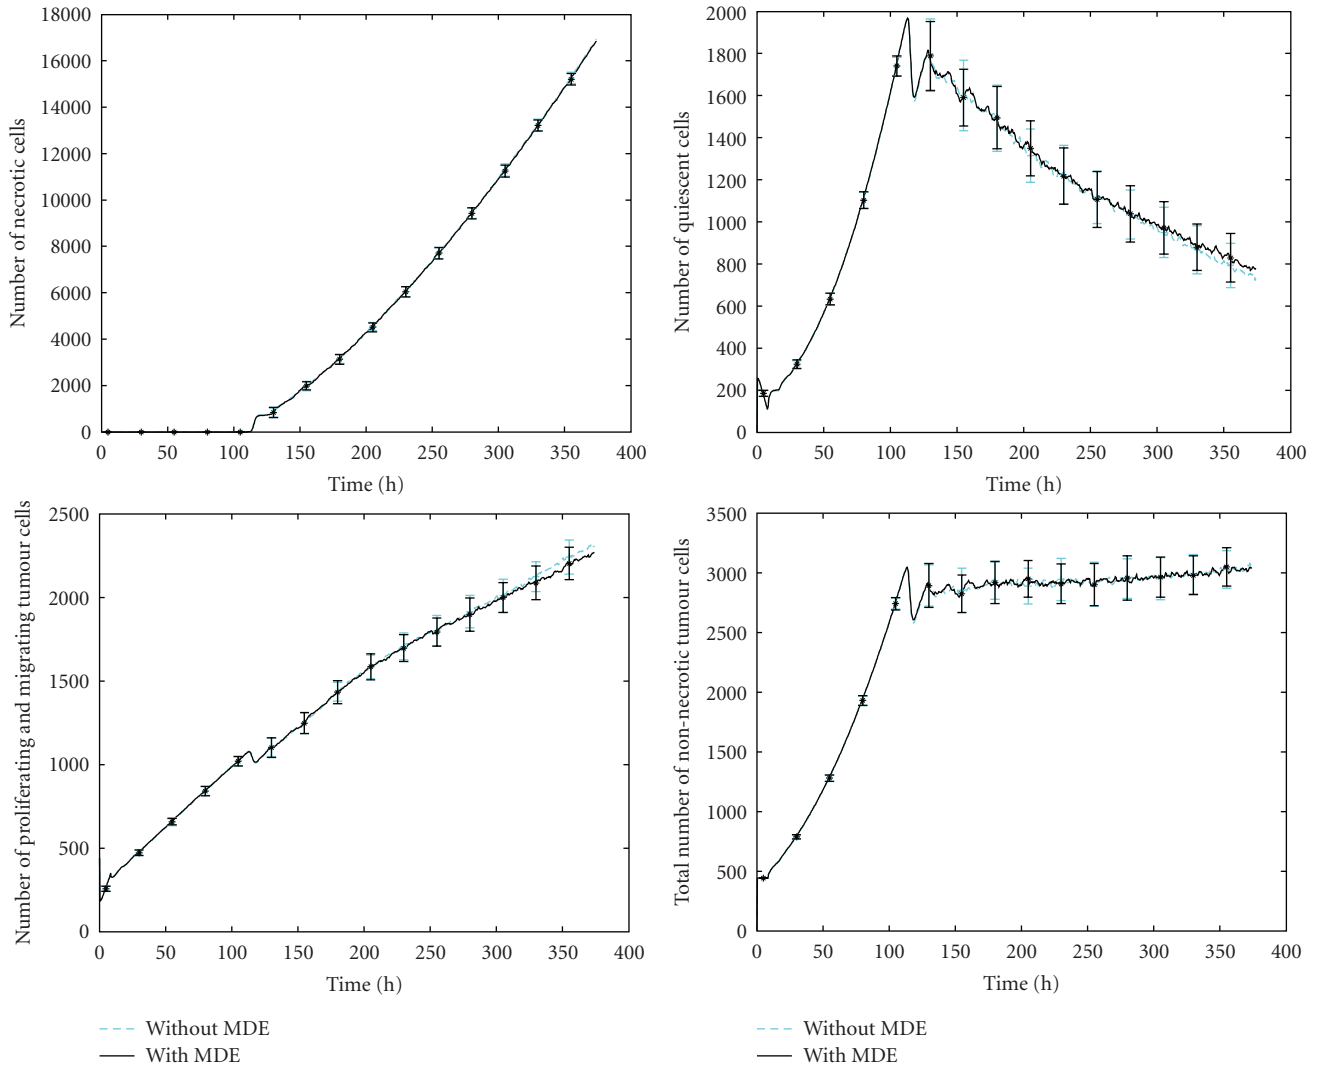 18000
16000
14000
12000
10000
8000
6000
4000
2000
0
0 50 100 150 200 250 300 350 400
Time (h)
Number of necrotic cells
2000
1800
1600
1400
1200
1000
800
600
400
200
0
0 50 100 150 200 250 300 350 400
Time (h)
Number of quiescent cells
2500
2000
1500
1000
500
0
0 50 100 150 200 250 300 350 400
Time (h)
Number of proliferating and migrating tumour cells
Without MDE
With MDE
3500
3000
2500
2000
1500
1000
500
0
0 50 100 150 200 250 300 350 400
Time (h)
Total number of non-necrotic tumour cells
Without MDE
With MDE